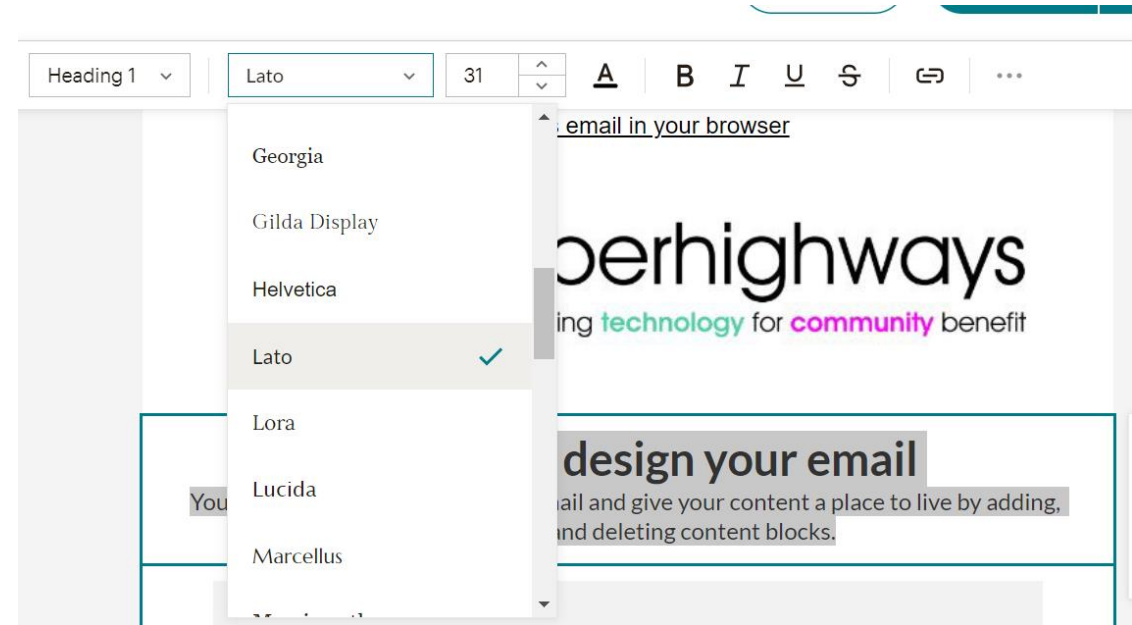 Heading 1 Lato 31 A B I U S ...
email in your browser
Georgia
Gilda Display
Helvetica
Lato
Lora
Lucida
Marcellus
perhighways
ing technology for community benefit
design your email
You ail and give your content a place to live by adding,
and deleting content blocks.